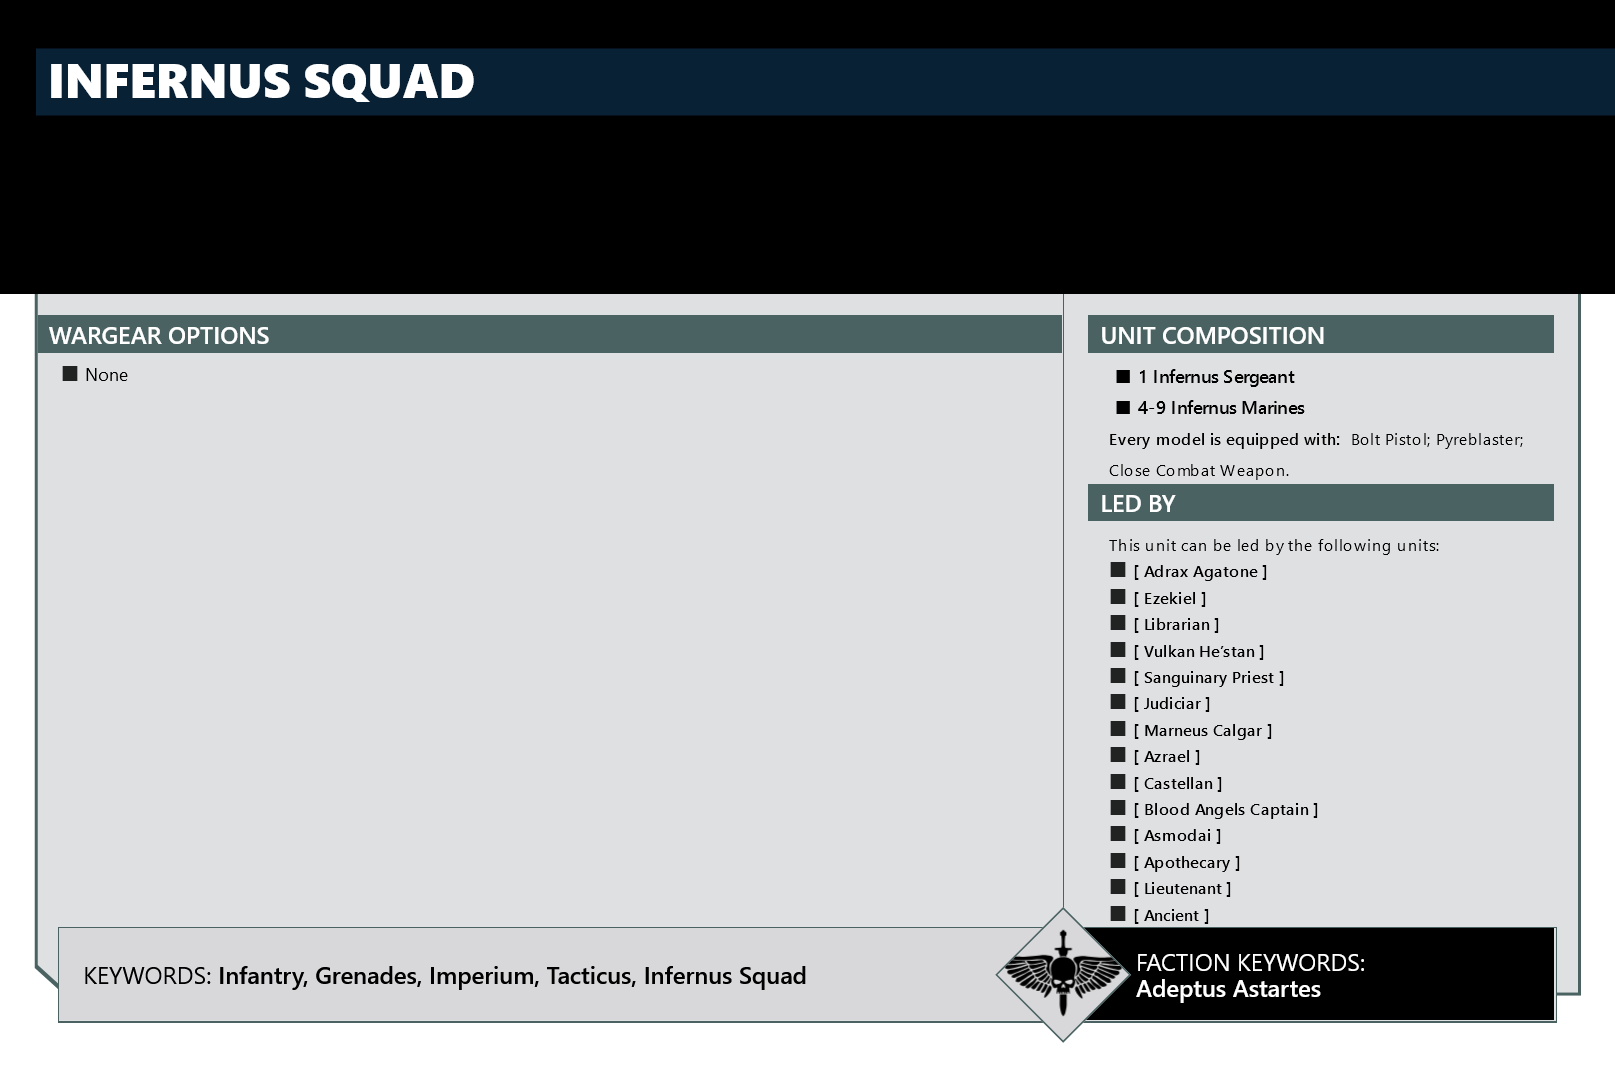 INFERNUS SQUAD
WARGEAR OPTIONS
■ None
UNIT COMPOSITION
■ 1 Infernus Sergeant
■ 4-9 Infernus Marines
Every model is equipped with: Bolt Pistol; Pyreblaster;
Close Combat Weapon.
LED BY
This unit can be led by the following units:
■ [ Adrax Agatone ]
■ [ Ezekiel ]
■ [ Librarian ]
■ [ Vulkan He’stan ]
■ [ Sanguinary Priest ]
■ [ Judiciar ]
■ [ Marneus Calgar ]
■ [ Azrael ]
■ [ Castellan ]
■ [ Blood Angels Captain ]
■ [ Asmodai ]
■ [ Apothecary ]
■ [ Lieutenant ]
■ [ Ancient ]
KEYWORDS: Infantry, Grenades, Imperium, Tacticus, Infernus Squad
FACTION KEYWORDS:
Adeptus Astartes